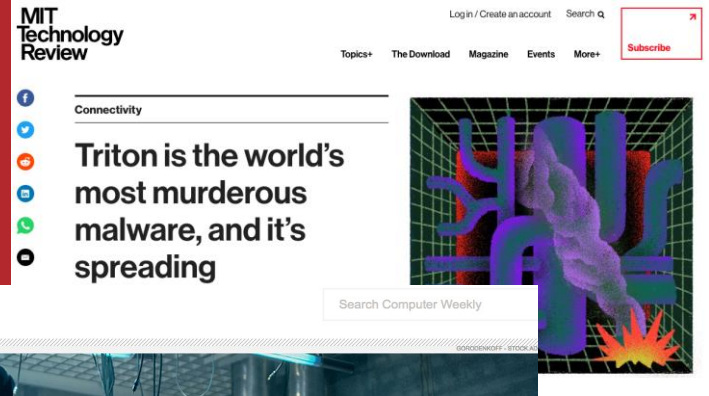 MIT
Technology
Review
Log in / Create an account Search
Topics+ The Download Magazine Events More+ Subscribe
Connectivity
Triton is the world's
most murderous
malware, and it's
spreading
Search Computer Weekly
GORODENKOFF - STOCK.AD